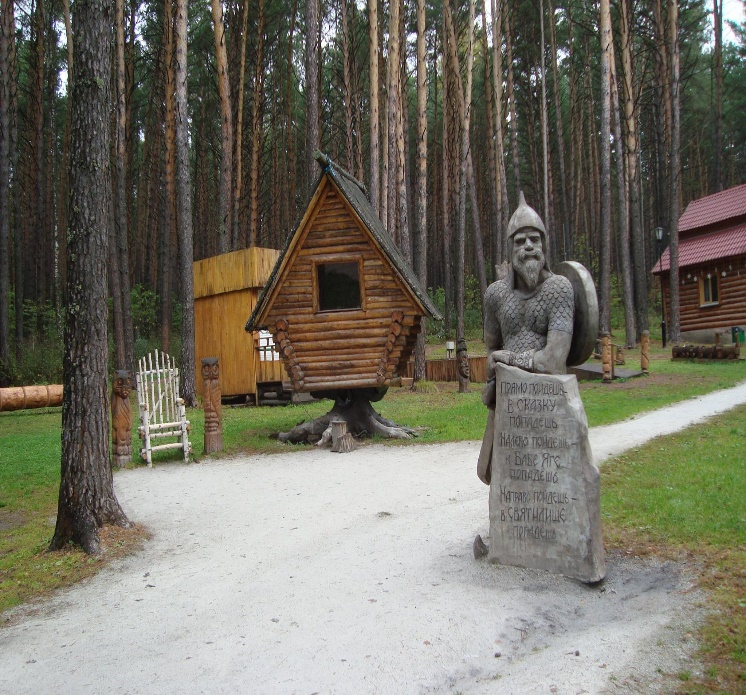 Прямо пойдешь –
в сказку
попадешь
Налево пойдешь –
к Бабе Яге
попадешь
Направо пойдешь –
в святилище
попадешь